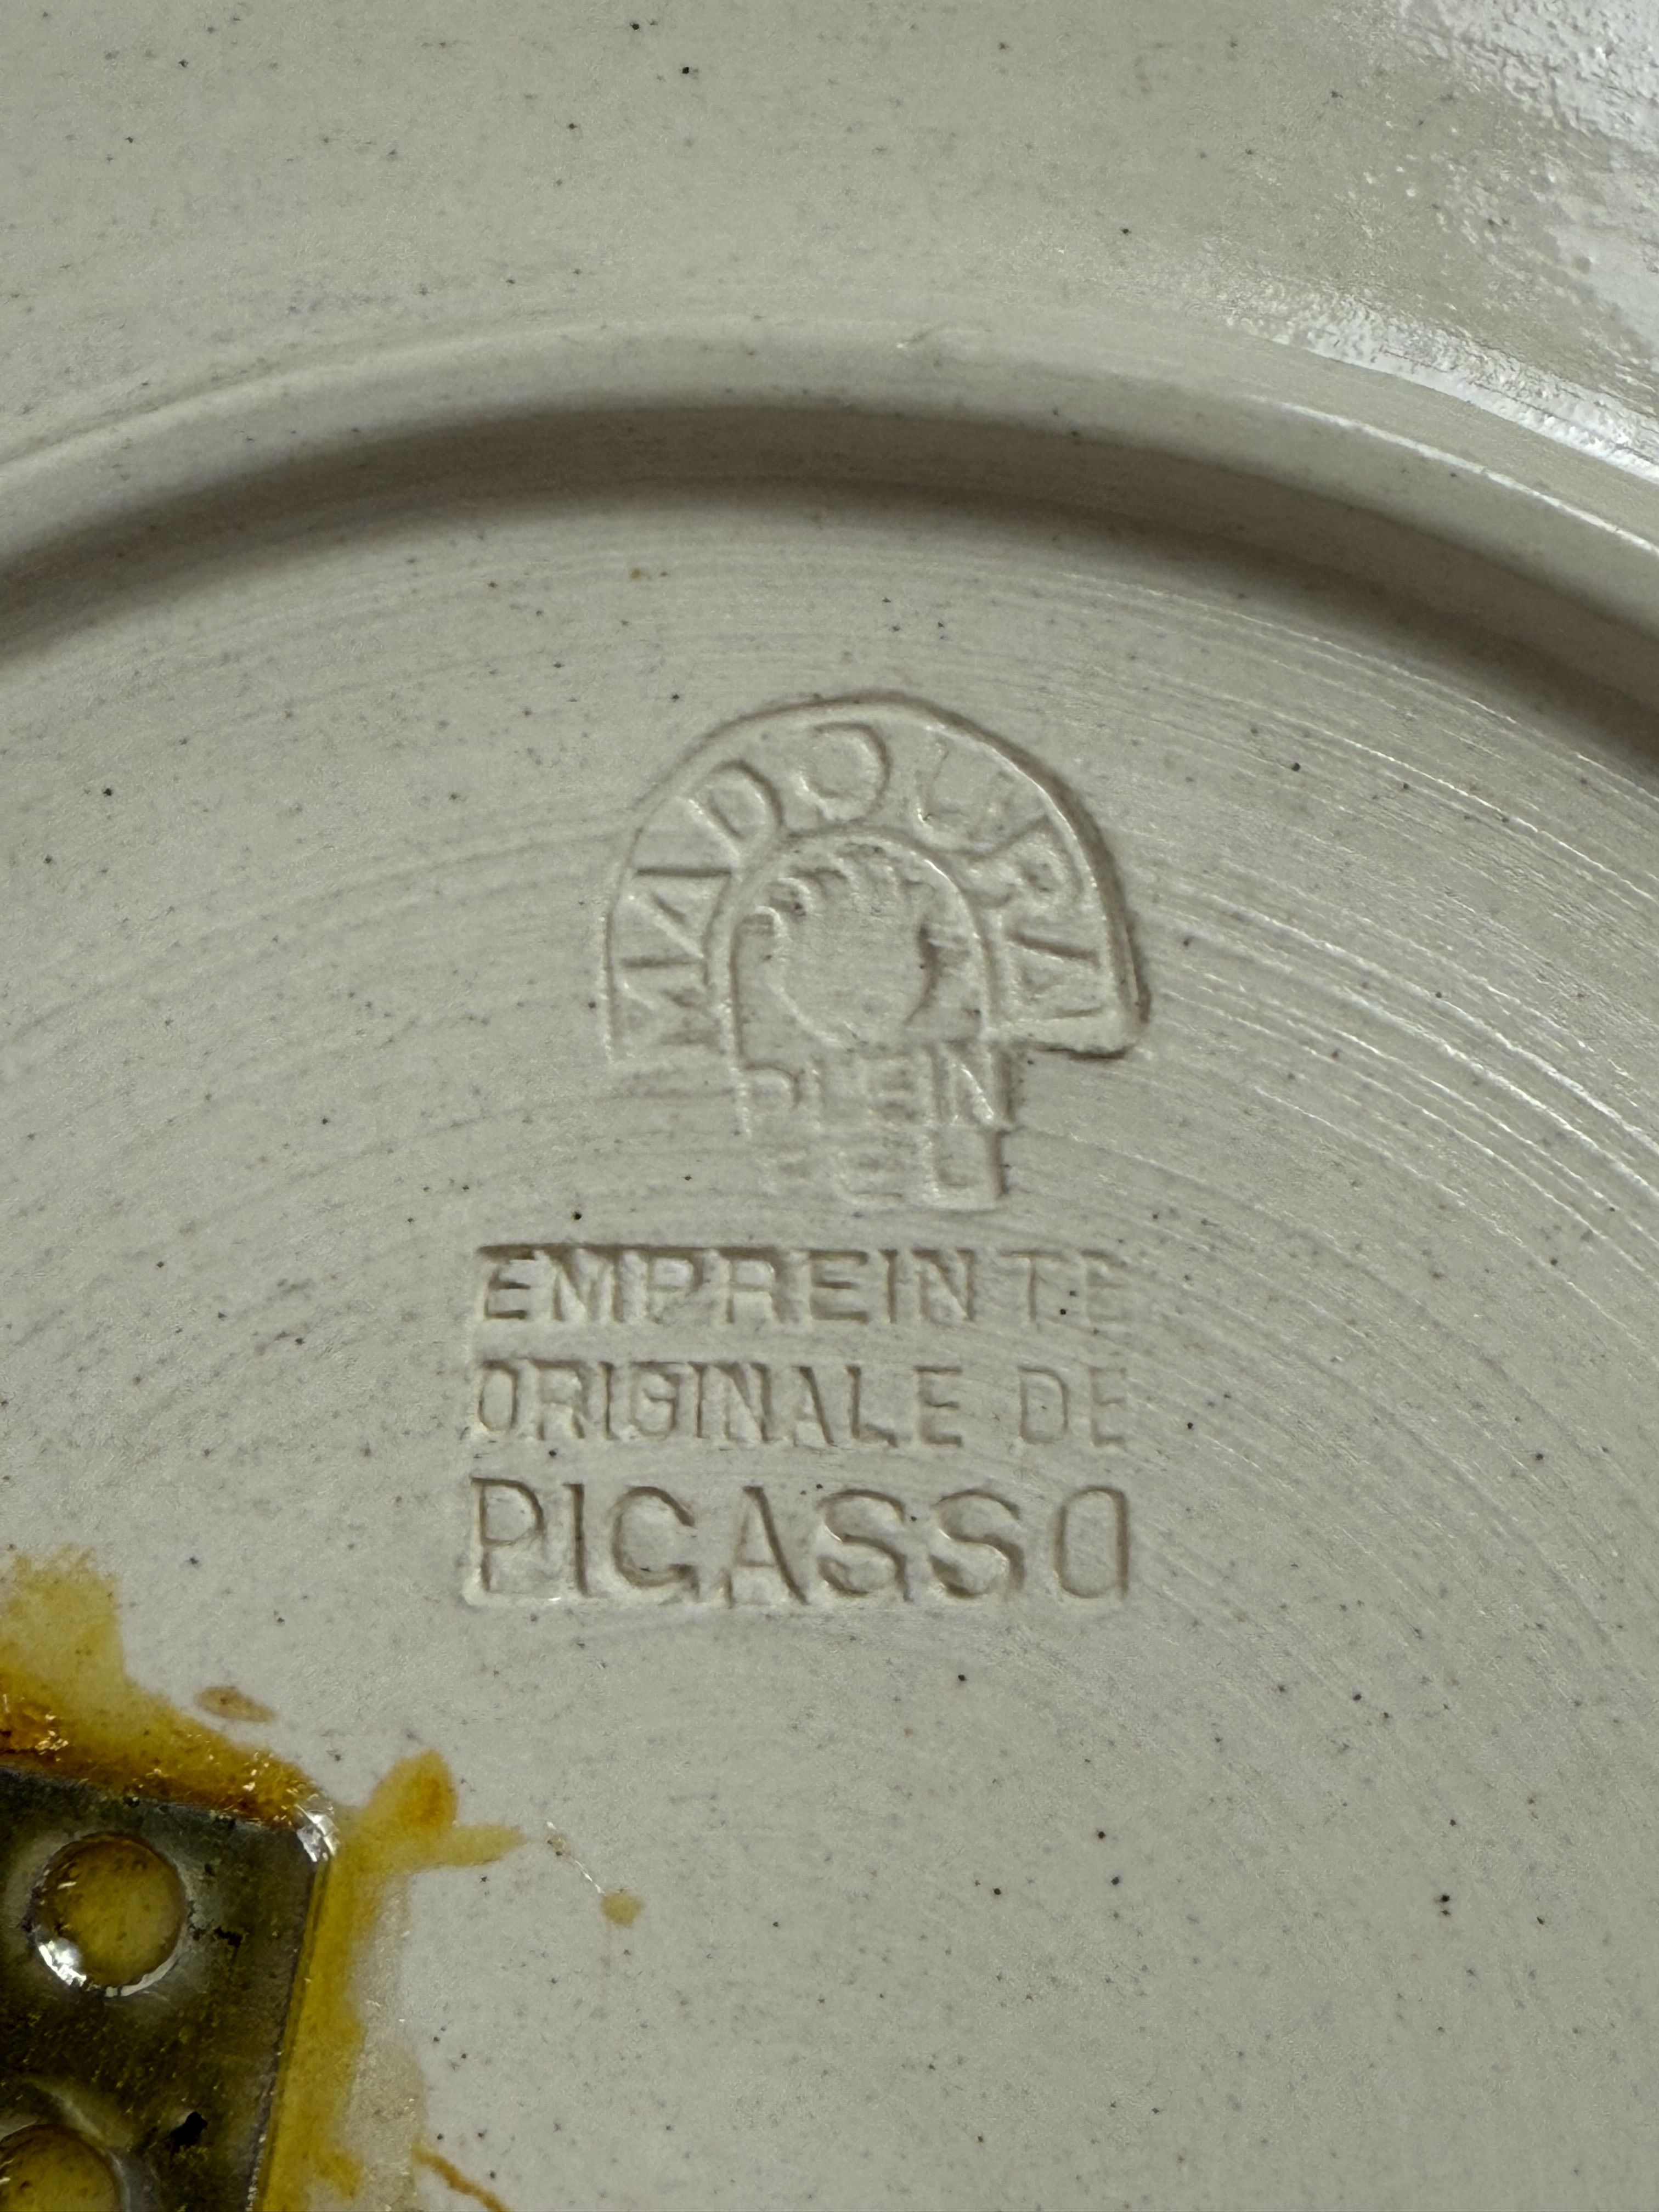 MADOURA
PLEIN
FEU
EMPREINTE
ORIGINALE DE
PICASSO